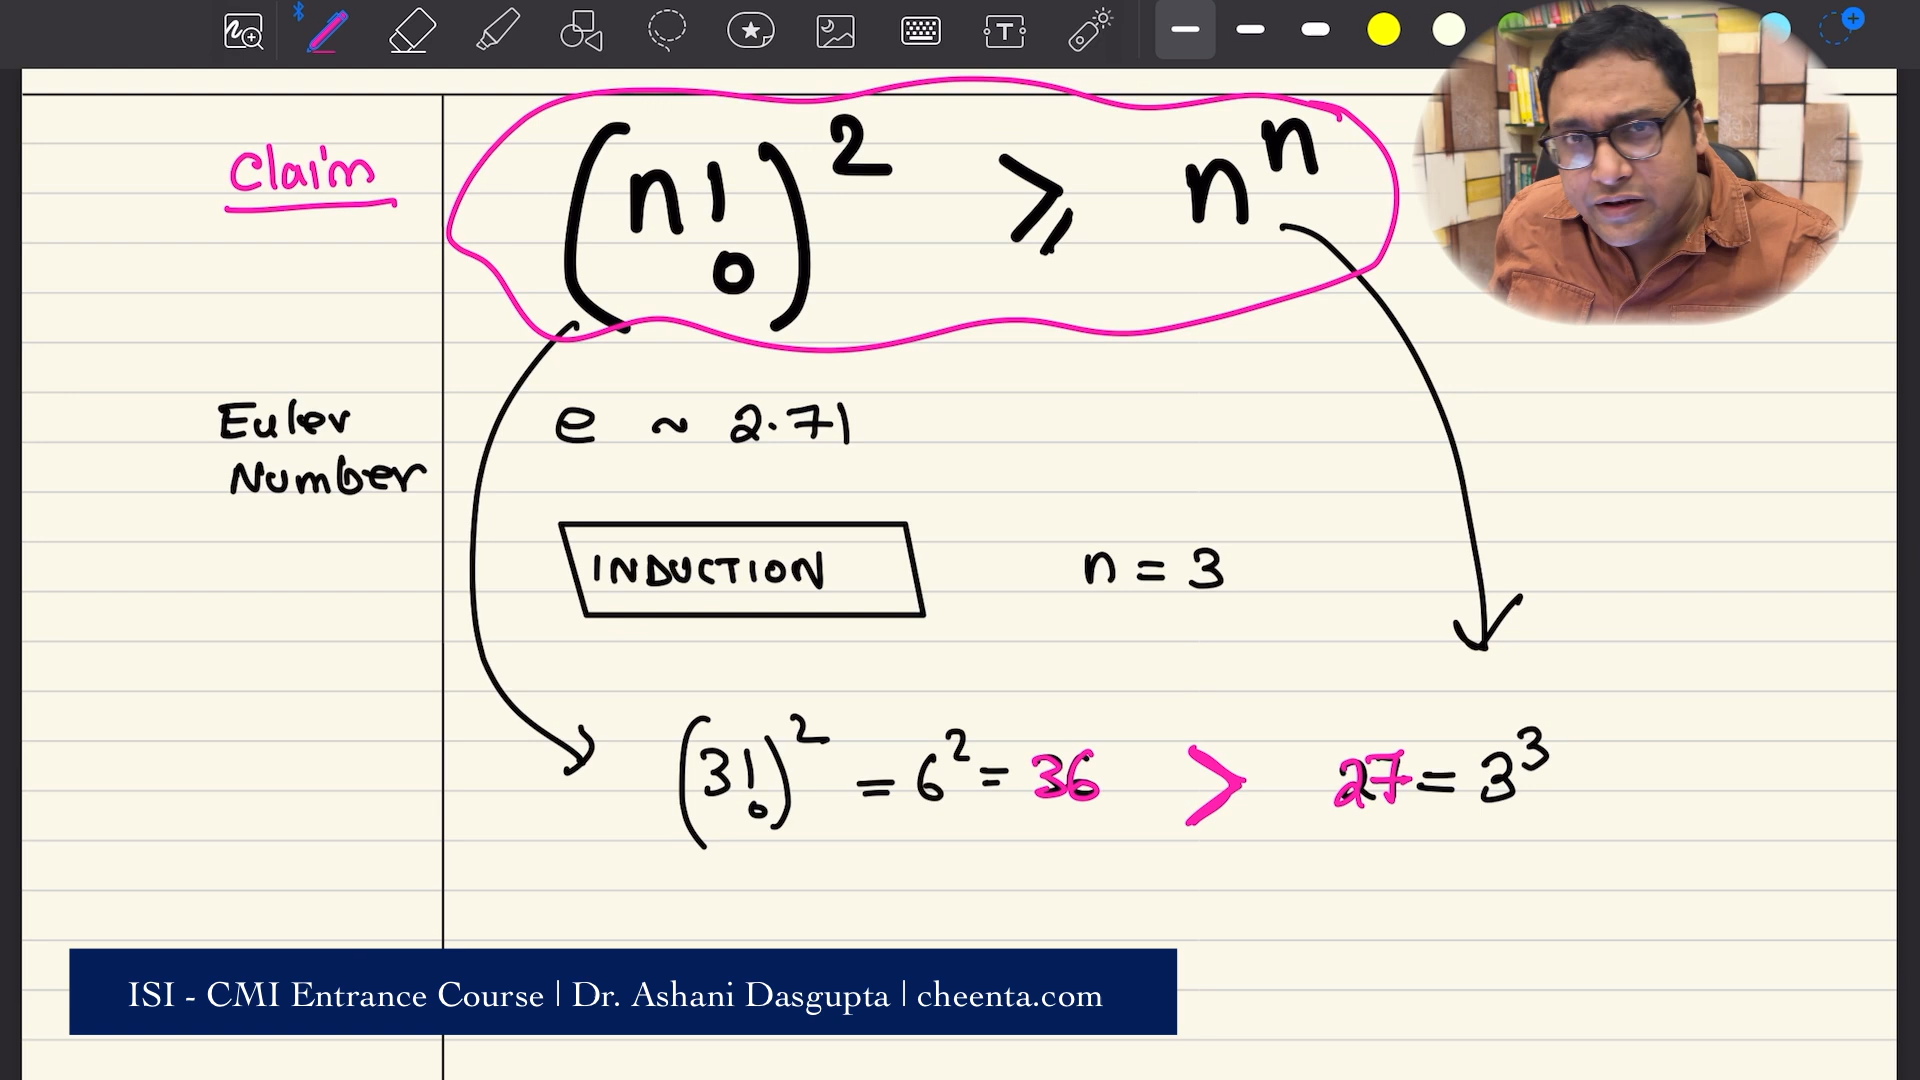 Claim (n!)² ⩾ nⁿ
Euler Number e ~ 2.71
INDUCTION n = 3
(3!)² = 6² = 36 > 27 = 3³
ISI - CMI Entrance Course | Dr. Ashani Dasgupta | cheenta.com